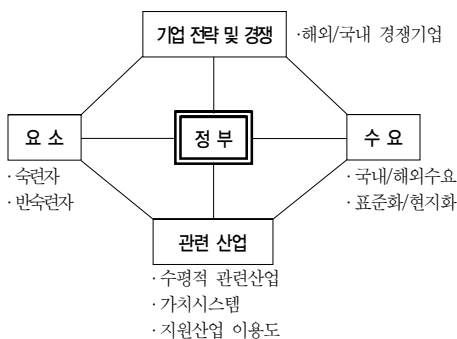 기업 전략 및 경쟁
·해외/국내 경쟁기업
요 소
정 부
수 요
·숙련자
·반숙련자
·국내/해외수요
·표준화/현지화
관련 산업
·수평적 관련산업
·가치시스템
·지원산업 이용도